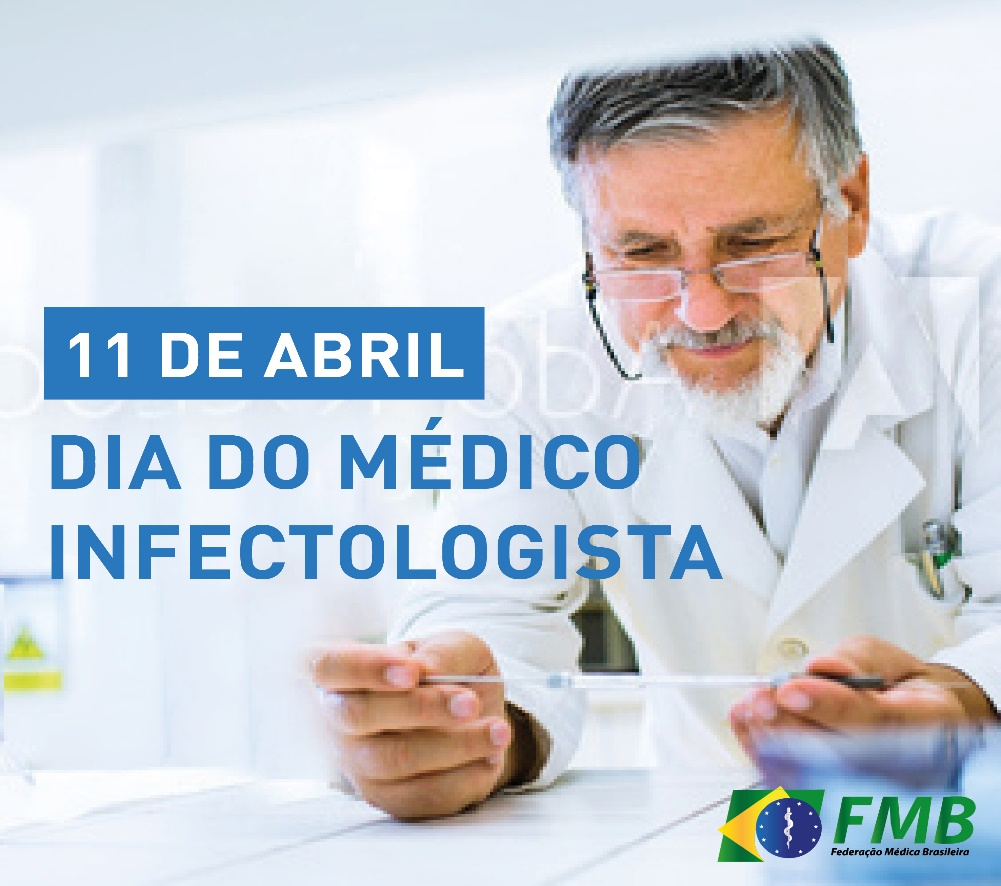 11 DE ABRIL
DIA DO MÉDICO
INFECTOLOGISTA
FMB
Federação Médica Brasileira